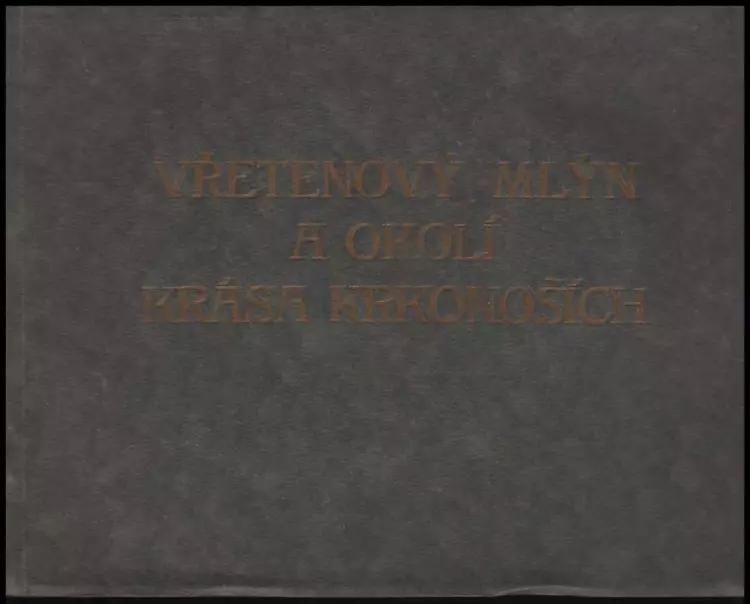 VŘETENOVÝ MLÝN
A OKOLÍ
KRÁSA KRKONOŠÍCH